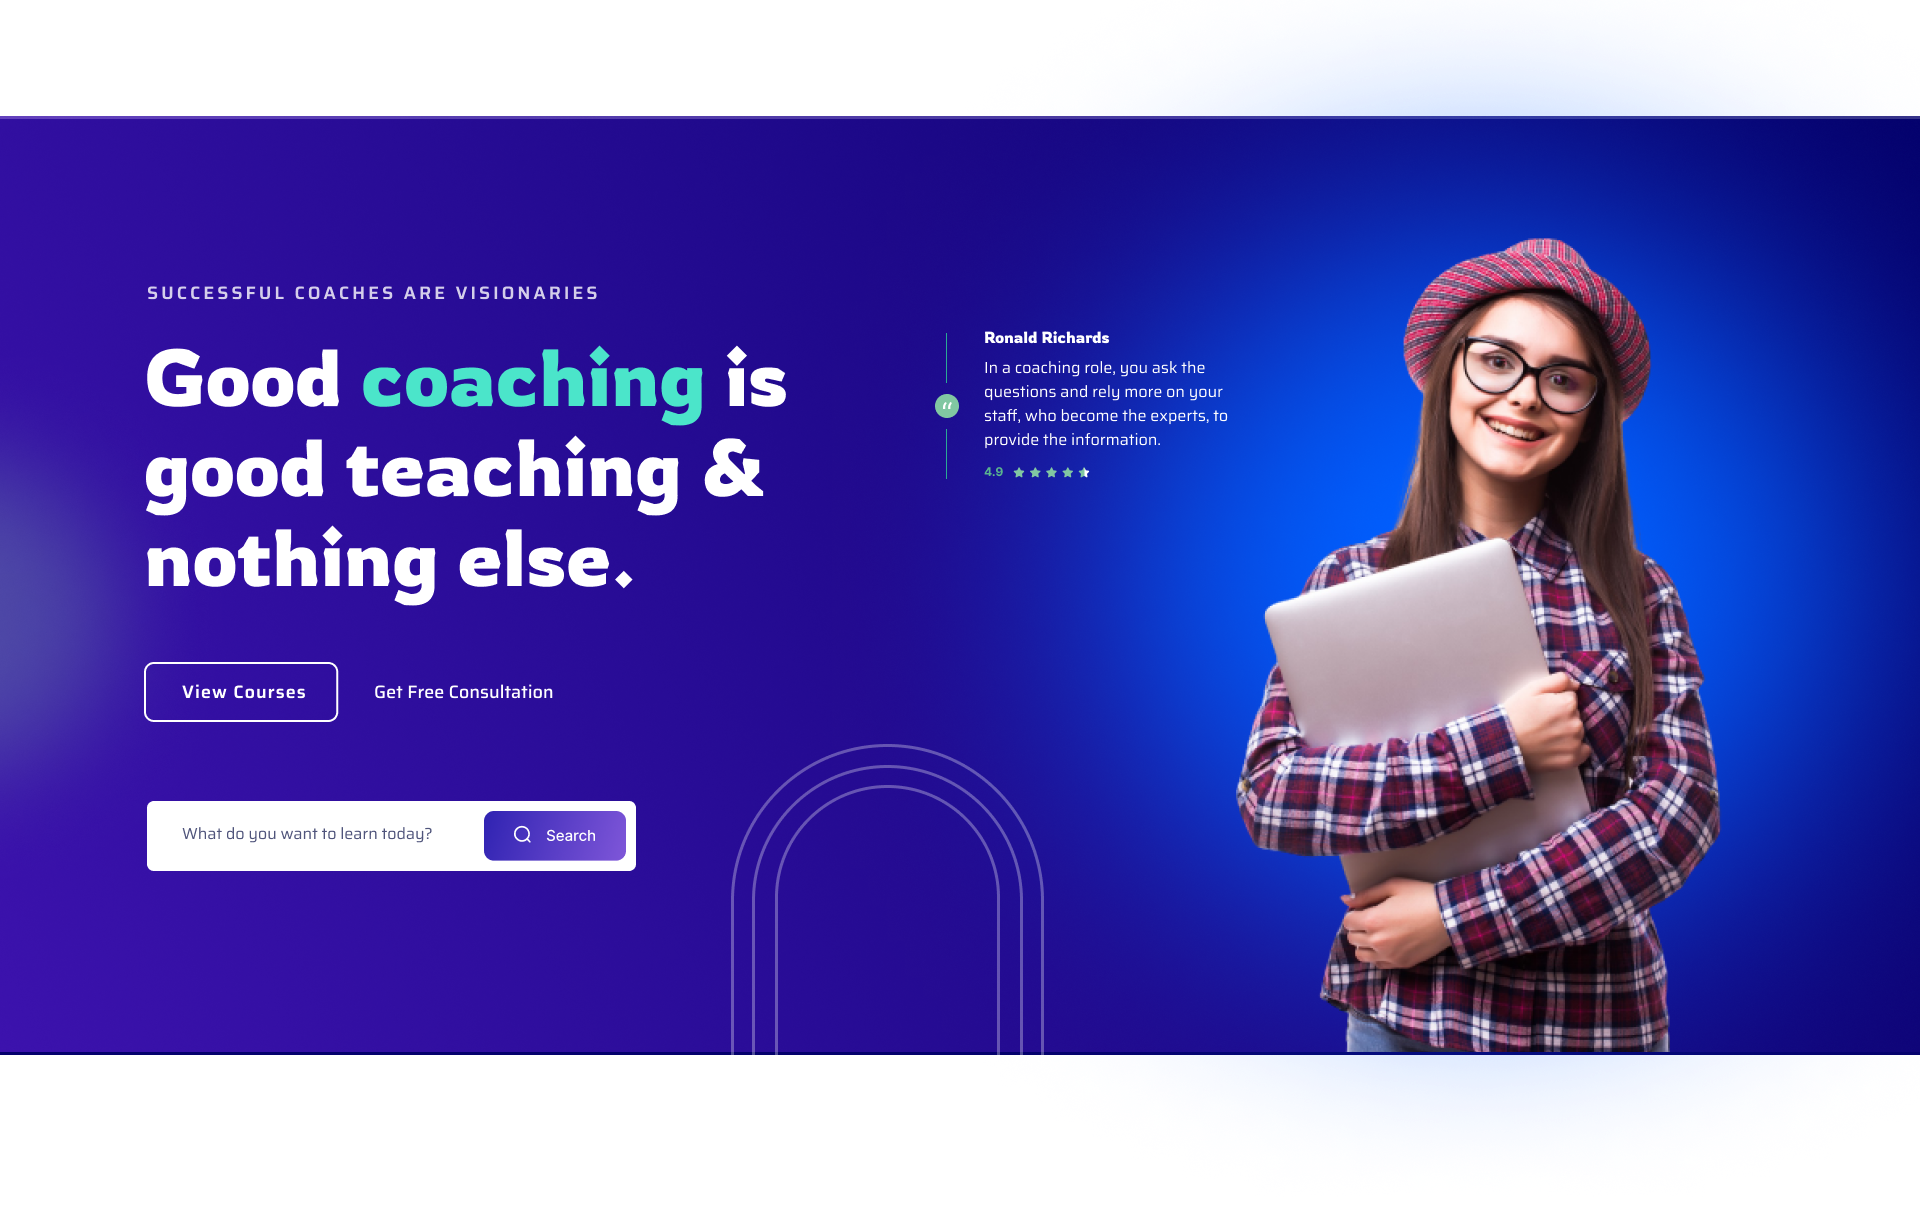 SUCCESSFUL COACHES ARE VISIONARIES
Good coaching is
good teaching &
nothing else.
View Courses
Get Free Consultation
What do you want to learn today?
Search
Ronald Richards
In a coaching role, you ask the
questions and rely more on your
staff, who become the experts, to
provide the information.
4.9